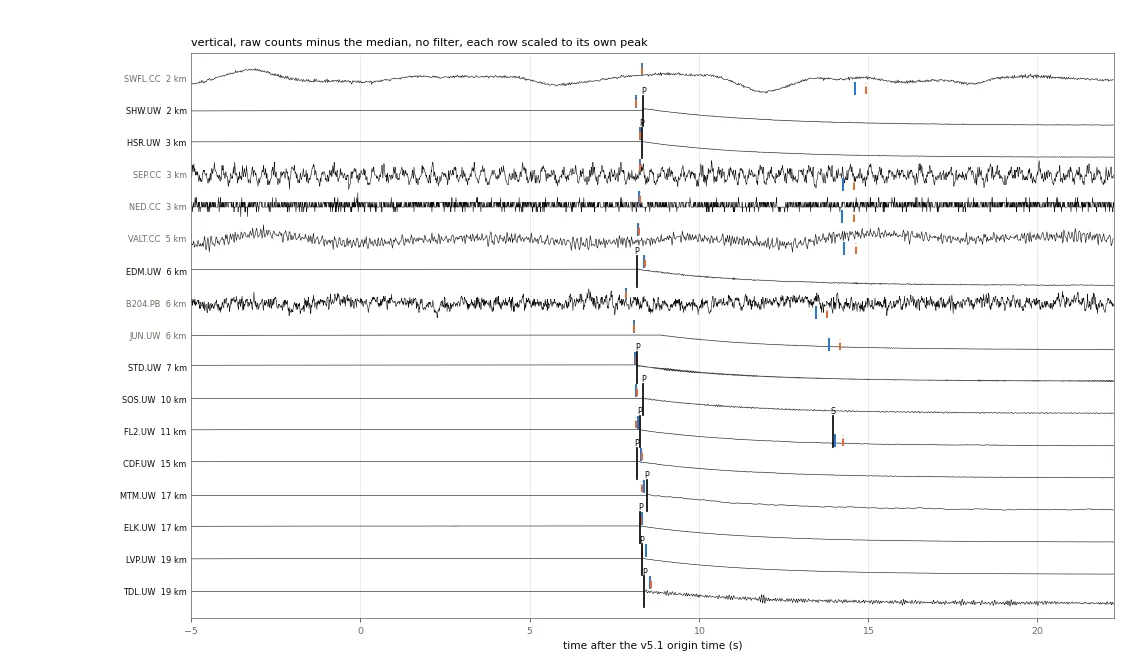 vertical, raw counts minus the median, no filter, each row scaled to its own peak
SWFL.CC 2 km
P
SHW.UW 2 km
P
HSR.UW 3 km
SEP.CC 3 km
NED.CC 3 km
VALT.CC 5 km
P
EDM.UW 6 km
B204.PB 6 km
JUN.UW 6 km
P
STD.UW 7 km
P
SOS.UW 10 km
P S
FL2.UW 11 km
P
CDF.UW 15 km
P
MTM.UW 17 km
P
ELK.UW 17 km
P
LVP.UW 19 km
P
TDL.UW 19 km
−5 0 5 10 15 20
time after the v5.1 origin time (s)